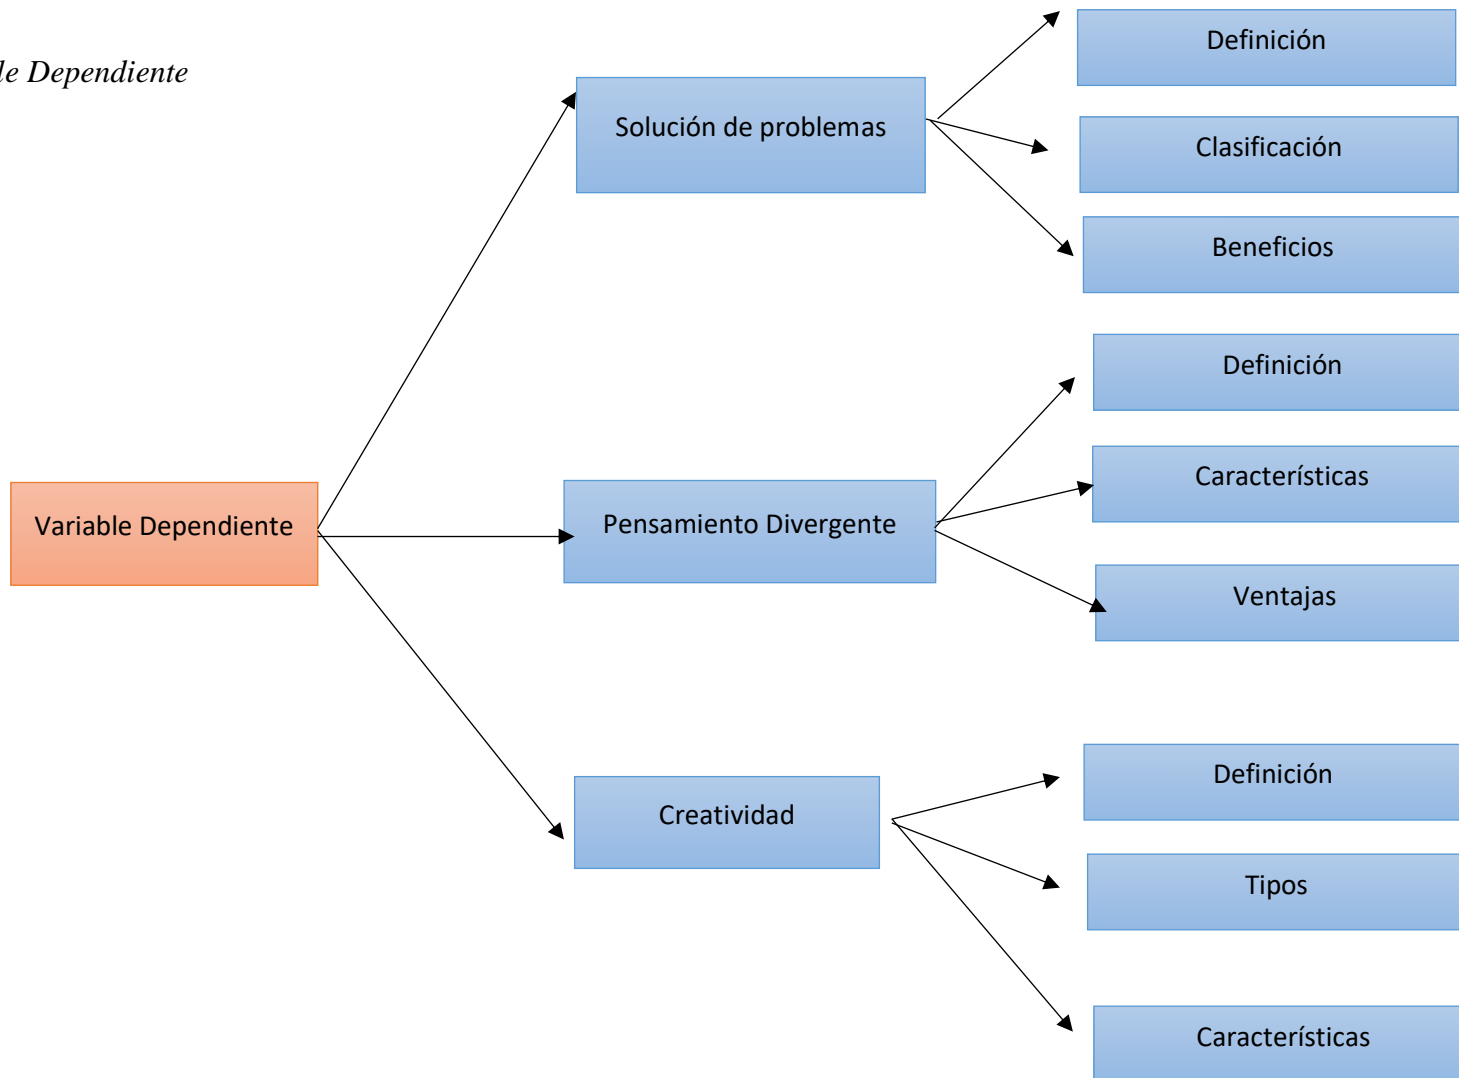 le Dependiente
Variable Dependiente
Solución de problemas
Definición
Clasificación
Beneficios
Pensamiento Divergente
Definición
Características
Ventajas
Creatividad
Definición
Tipos
Características